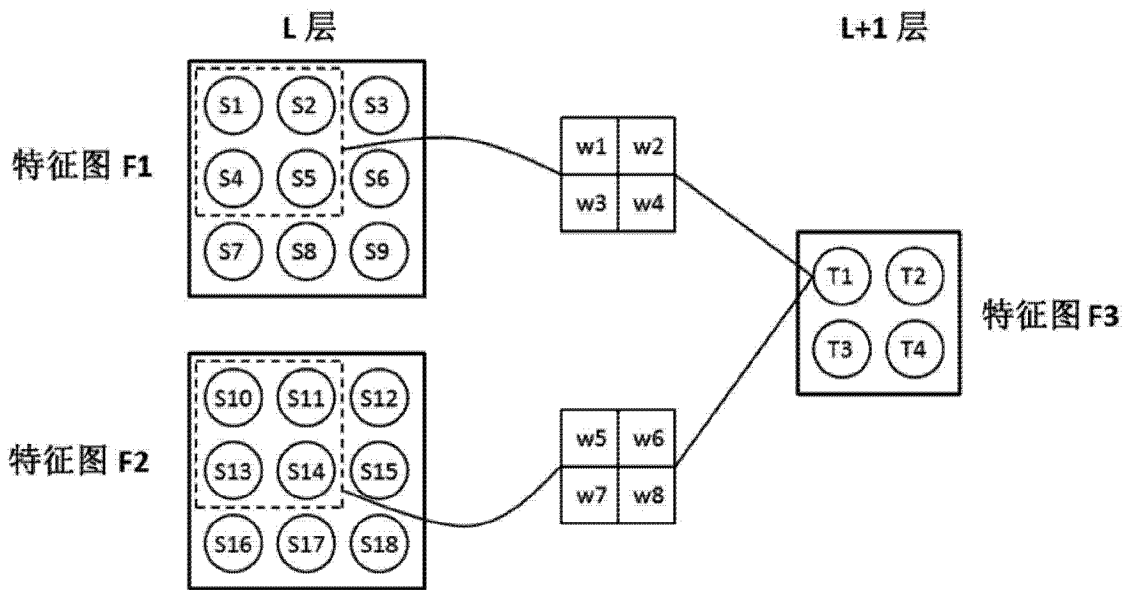 L 层
L+1 层
特征图 F1
S1 S2 S3
S4 S5 S6
S7 S8 S9
w1 w2
w3 w4
T1 T2
T3 T4
特征图 F3
特征图 F2
S10 S11 S12
S13 S14 S15
S16 S17 S18
w5 w6
w7 w8